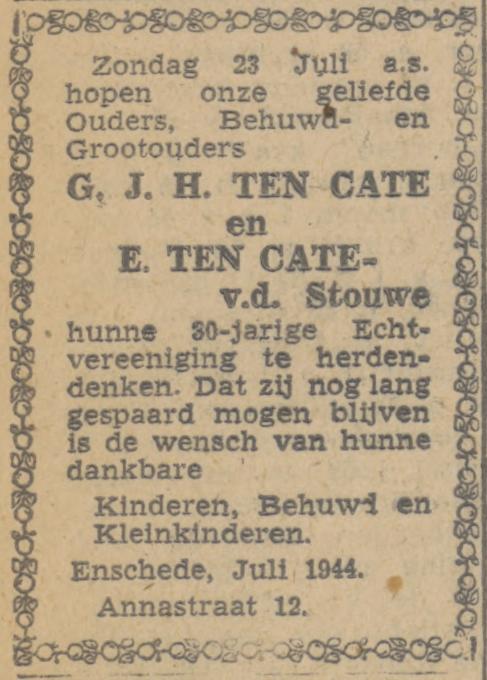 Zondag 23 Juli a.s.
hopen onze geliefde
Ouders, Behuwd- en
Grootouders
G. J. H. TEN CATE
en
E. TEN CATE-
v.d. Stouwe
hunne 30-jarige Echt-
vereeniging te herden-
denken. Dat zij nog lang
gespaard mogen blijven
is de wensch van hunne
dankbare
Kinderen, Behuwd en
Kleinkinderen.
Enschede, Juli 1944.
Annastraat 12.